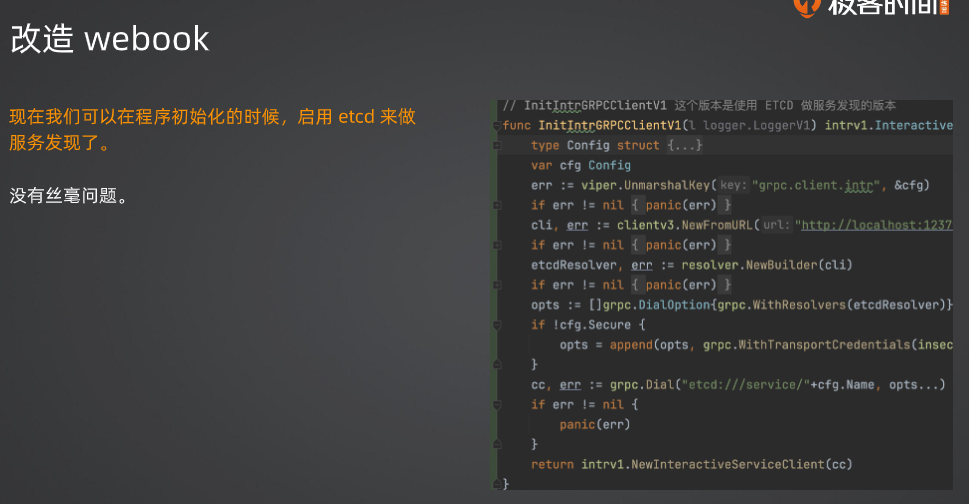 极客时间
改造 webook
现在我们可以在程序初始化的时候，启用 etcd 来做
服务发现了。
没有丝毫问题。
// InitIntrGRPCClientV1 这个版本是使用 ETCD 做服务发现的版本
func InitIntrGRPCClientV1(l logger.LoggerV1) intrv1.Interactive
type Config struct {...}
var cfg Config
err := viper.UnmarshalKey( key: "grpc.client.intr", &cfg)
if err != nil { panic(err) }
cli, err := clientv3.NewFromURL( url: "http://localhost:1237
if err != nil { panic(err) }
etcdResolver, err := resolver.NewBuilder(cli)
if err != nil { panic(err) }
opts := []grpc.DialOption{grpc.WithResolvers(etcdResolver)}
if !cfg.Secure {
opts = append(opts, grpc.WithTransportCredentials(insec
}
cc, err := grpc.Dial("etcd:///service/"+cfg.Name, opts...)
if err != nil {
panic(err)
}
return intrv1.NewInteractiveServiceClient(cc)
}